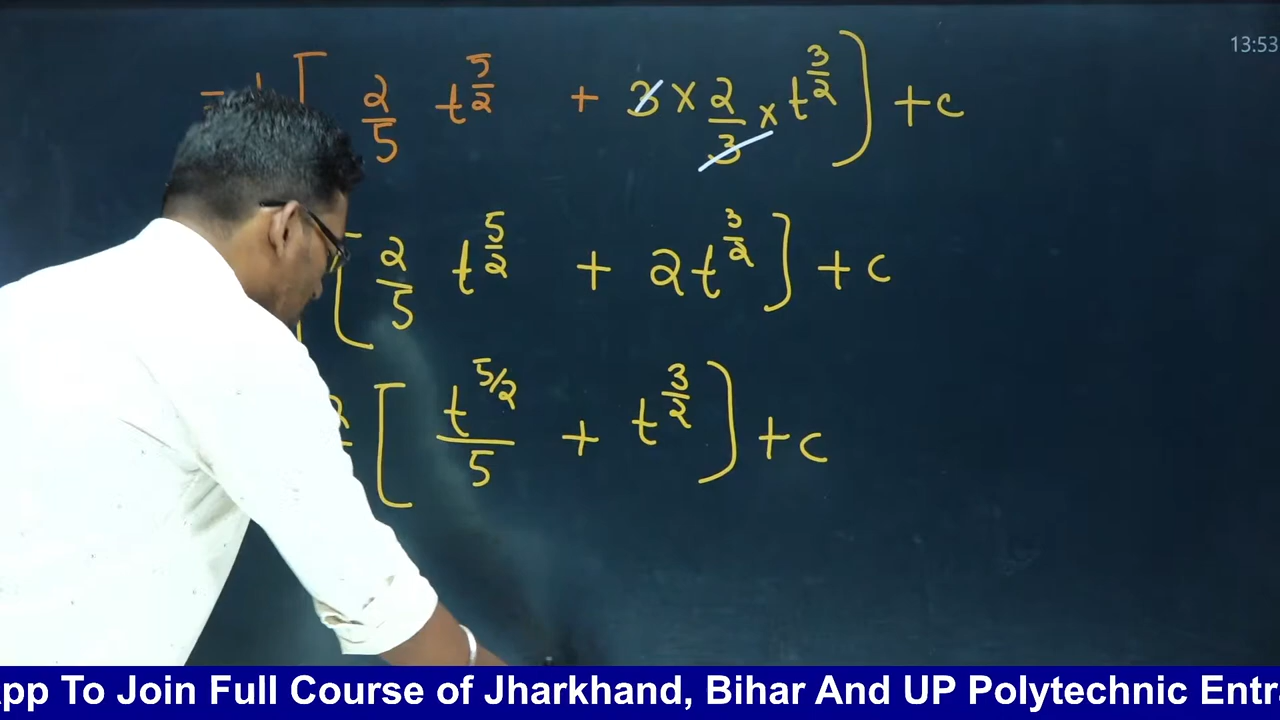 13:53
= [ 2/5 t^5/2 + 3 × 2/3 × t^3/2 ] + c
[ 2/5 t^5/2 + 2t^3/2 ] + c
[ t^5/2 / 5 + t^3/2 ] + c
App To Join Full Course of Jharkhand, Bihar And UP Polytechnic Entr